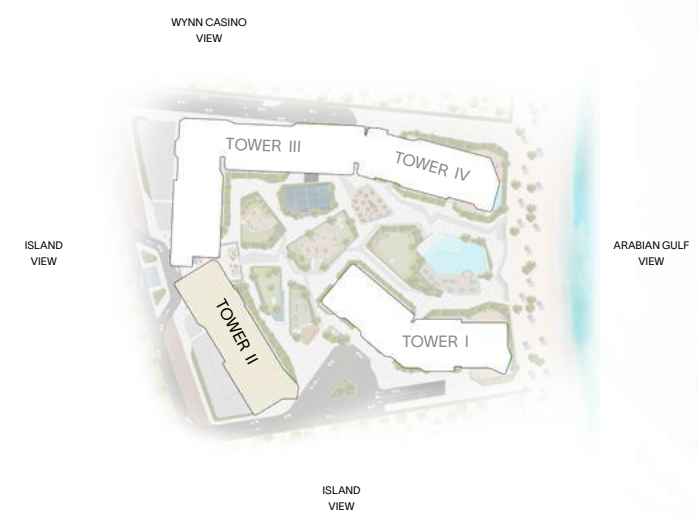 WYNN CASINO
VIEW
TOWER III
TOWER IV
ISLAND
VIEW
ARABIAN GULF
VIEW
TOWER II
TOWER I
ISLAND
VIEW